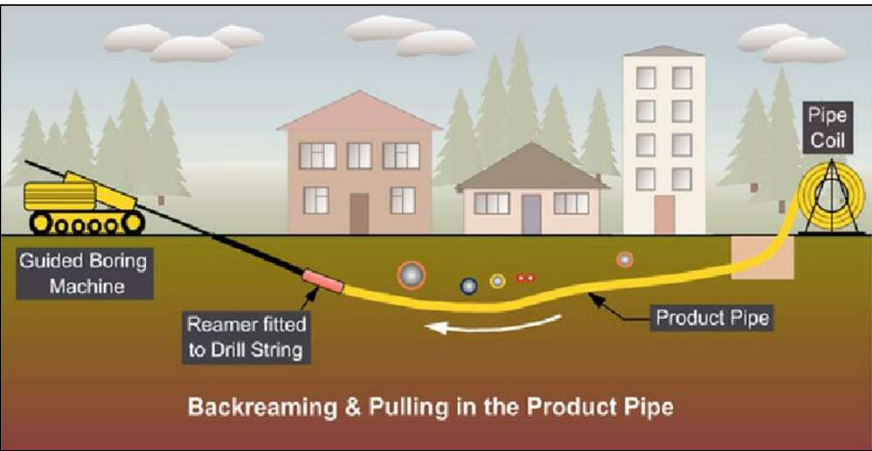 Pipe
Coil
Guided Boring
Machine
Reamer fitted
to Drill String
Product Pipe
Backreaming & Pulling in the Product Pipe